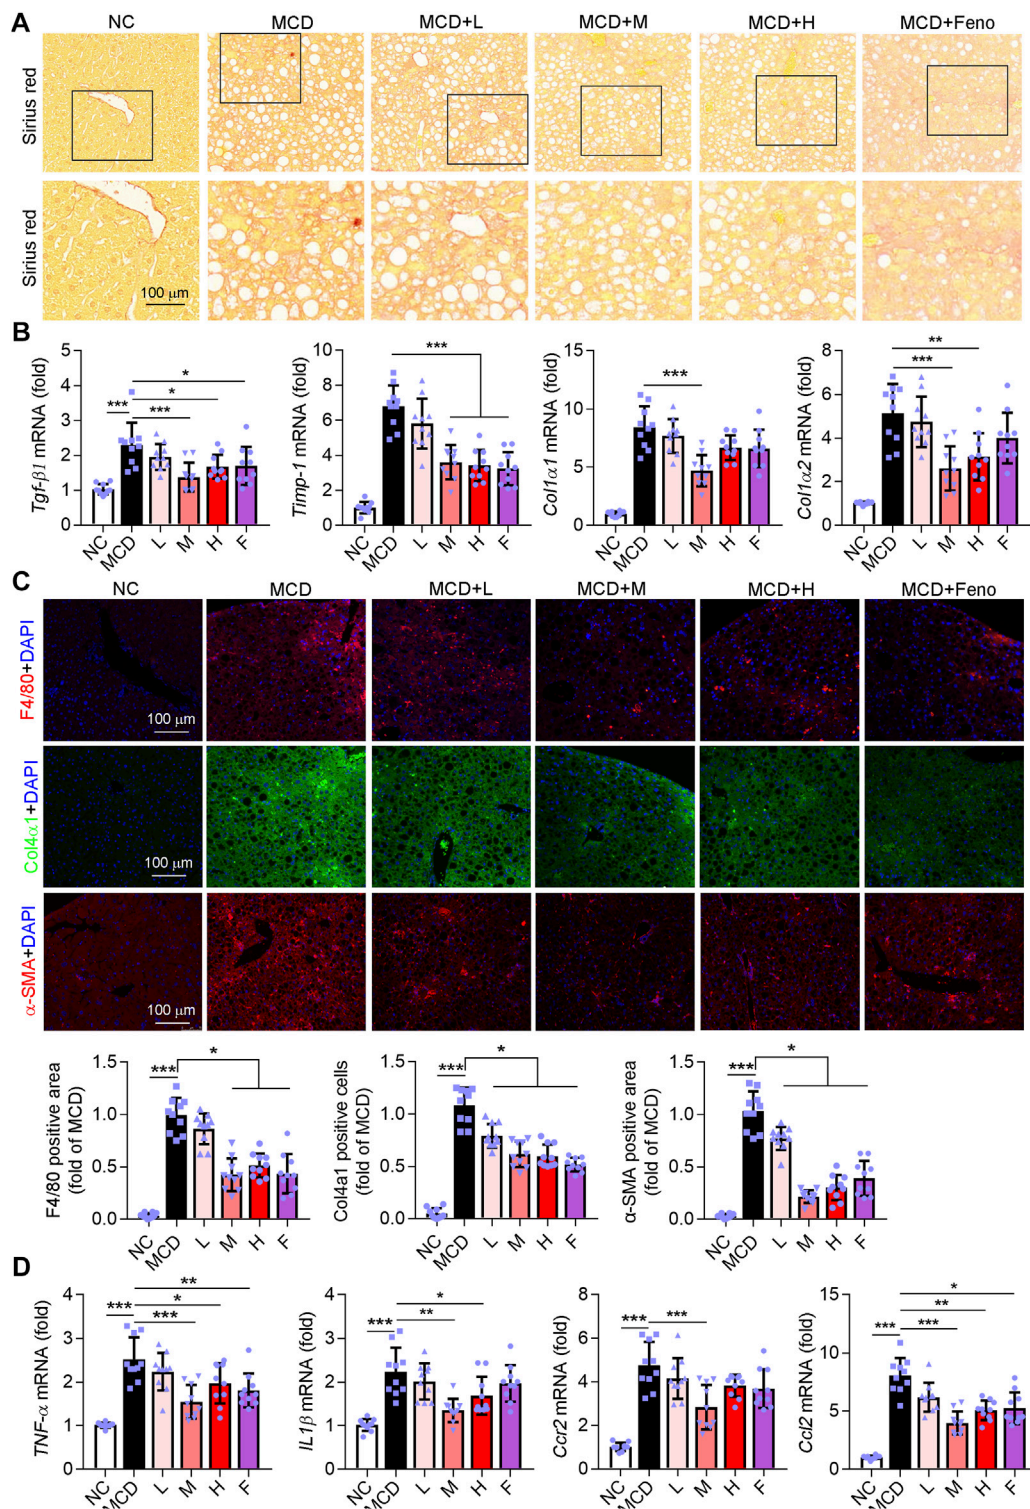 A
NC MCD MCD+L MCD+M MCD+H MCD+Feno
Sirius red
Sirius red
100 μm
B
Tgfβ1 mRNA (fold)
5
4
3
2
1
0
*
*
*** ***
NC MCD L M H F
Timp-1 mRNA (fold)
10
8
6
4
2
0
***
NC MCD L M H F
Col1α1 mRNA (fold)
15
10
5
0
***
NC MCD L M H F
Col1α2 mRNA (fold)
8
6
4
2
0
**
***
NC MCD L M H F
C
NC MCD MCD+L MCD+M MCD+H MCD+Feno
F4/80+DAPI
100 μm
Col4α1+DAPI
100 μm
α-SMA+DAPI
100 μm
F4/80 positive area
(fold of MCD)
1.5
1.0
0.5
0.0
*** *
NC MCD L M H F
Col4a1 positive cells
(fold of MCD)
1.5
1.0
0.5
0.0
*** *
NC MCD L M H F
α-SMA positive area
(fold of MCD)
1.5
1.0
0.5
0.0
*** *
NC MCD L M H F
D
TNF-α mRNA (fold)
4
3
2
1
0
**
*
*** ***
NC MCD L M H F
IL1β mRNA (fold)
4
3
2
1
0
*
*** **
NC MCD L M H F
Ccr2 mRNA (fold)
8
6
4
2
0
*** ***
NC MCD L M H F
Ccl2 mRNA (fold)
15
10
5
0
*
**
*** ***
NC MCD L M H F